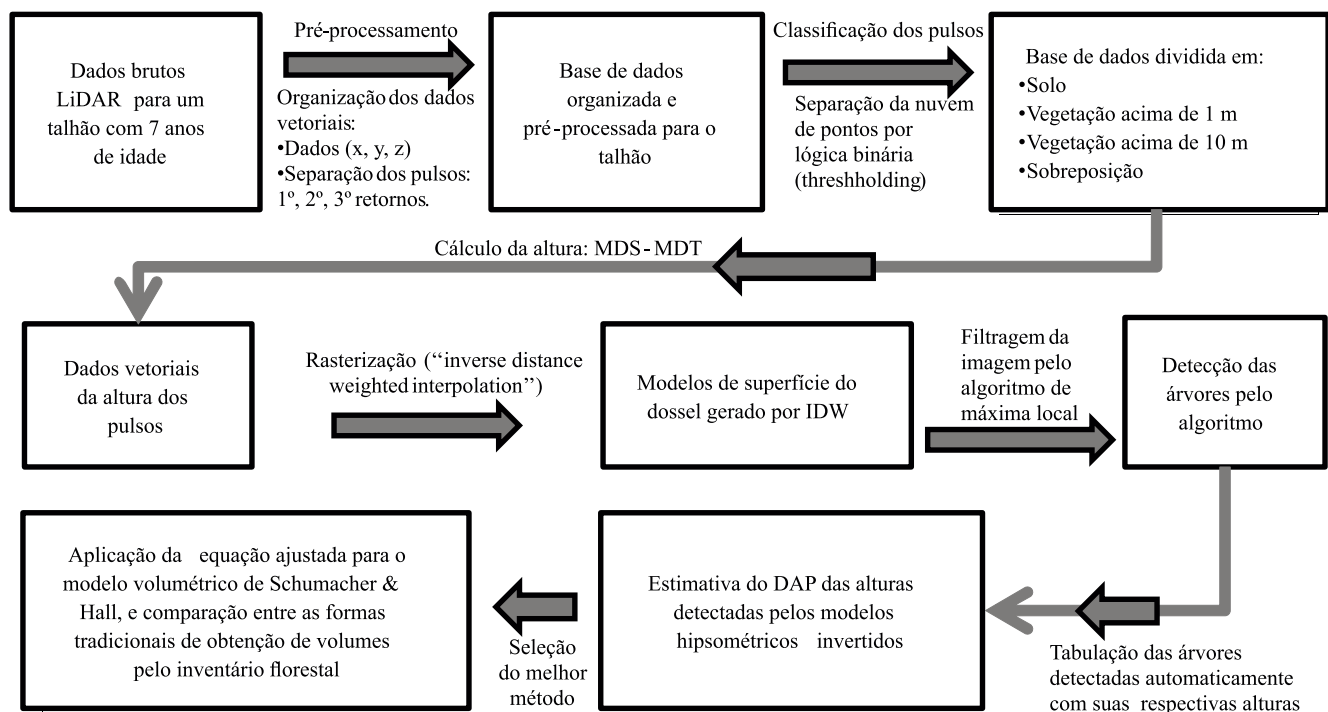 Dados brutos
LiDAR para um
talhão com 7 anos
de idade
Pré-processamento
Organização dos dados
vetoriais:
•Dados (x, y, z)
•Separação dos pulsos:
1º, 2º, 3º retornos.
Base de dados
organizada e
pré-processada para o
talhão
Classificação dos pulsos
Separação da nuvem
de pontos por
lógica binária
(threshholding)
Base de dados dividida em:
•Solo
•Vegetação acima de 1 m
•Vegetação acima de 10 m
•Sobreposição
Cálculo da altura: MDS-MDT
Dados vetoriais
da altura dos
pulsos
Rasterização (“inverse distance
weighted interpolation”)
Modelos de superfície do
dossel gerado por IDW
Filtragem da
imagem pelo
algoritmo de
máxima local
Detecção das
árvores pelo
algoritmo
Tabulação das árvores
detectadas automaticamente
com suas respectivas alturas
Estimativa do DAP das alturas
detectadas pelos modelos
hipsométricos invertidos
Seleção
do melhor
método
Aplicação da equação ajustada para o
modelo volumétrico de Schumacher &
Hall, e comparação entre as formas
tradicionais de obtenção de volumes
pelo inventário florestal